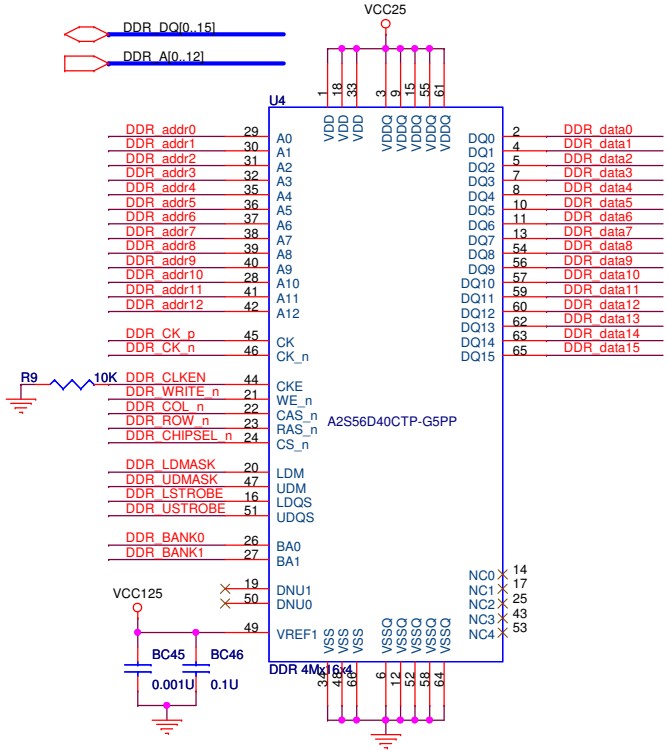 VCC25
DDR_DQ[0..15]
DDR_A[0..12]
1 18 33 3 9 15 55 61
U4
VDD VDD VDD VDDQ VDDQ VDDQ VDDQ VDDQ
DDR_addr0 29 A0 DQ0 2 DDR_data0
DDR_addr1 30 A1 DQ1 4 DDR_data1
DDR_addr2 31 A2 DQ2 5 DDR_data2
DDR_addr3 32 A3 DQ3 7 DDR_data3
DDR_addr4 35 A4 DQ4 8 DDR_data4
DDR_addr5 36 A5 DQ5 10 DDR_data5
DDR_addr6 37 A6 DQ6 11 DDR_data6
DDR_addr7 38 A7 DQ7 13 DDR_data7
DDR_addr8 39 A8 DQ8 54 DDR_data8
DDR_addr9 40 A9 DQ9 56 DDR_data9
DDR_addr10 28 A10 DQ10 57 DDR_data10
DDR_addr11 41 A11 DQ11 59 DDR_data11
DDR_addr12 42 A12 DQ12 60 DDR_data12
DQ13 62 DDR_data13
DDR_CK_p 45 CK DQ14 63 DDR_data14
DDR_CK_n 46 CK_n DQ15 65 DDR_data15
R9 10K DDR_CLKEN 44 CKE
DDR_WRITE_n 21 WE_n
DDR_COL_n 22 CAS_n
DDR_ROW_n 23 RAS_n
A2S56D40CTP-G5PP
DDR_CHIPSEL_n 24 CS_n
DDR_LDMASK 20 LDM
DDR_UDMASK 47 UDM
DDR_LSTROBE 16 LDQS
DDR_USTROBE 51 UDQS
DDR_BANK0 26 BA0
DDR_BANK1 27 BA1
NC0 14
19 DNU1 NC1 17
50 DNU0 NC2 25
NC3 43
VCC125
49 VREF1 NC4 53
VSS VSS VSS VSSQ VSSQ VSSQ VSSQ VSSQ
BC45 BC46
DDR 4Mx16x4
0.001U 0.1U
34 48 66 6 12 52 58 64